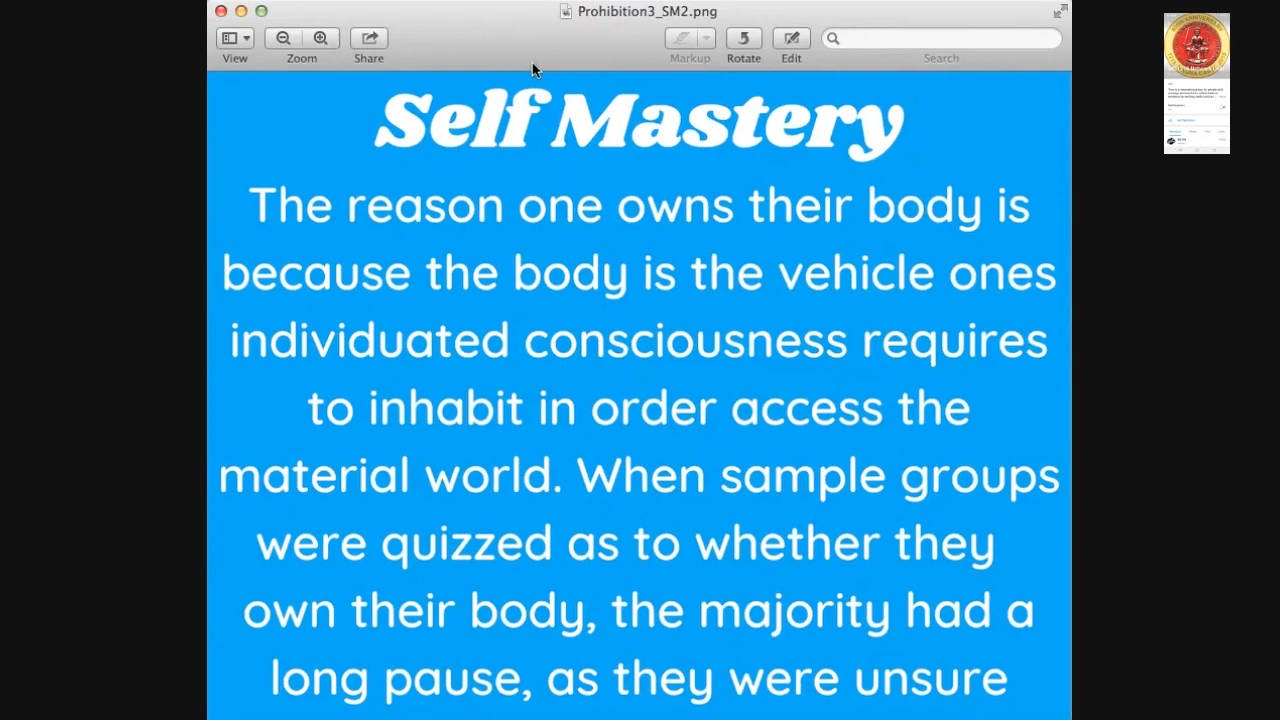 Prohibition3_SM2.png
View
Zoom
Share
Markup
Rotate
Edit
Search
Self Mastery
The reason one owns their body is
because the body is the vehicle ones
individuated consciousness requires
to inhabit in order access the
material world. When sample groups
were quizzed as to whether they
own their body, the majority had a
long pause, as they were unsure